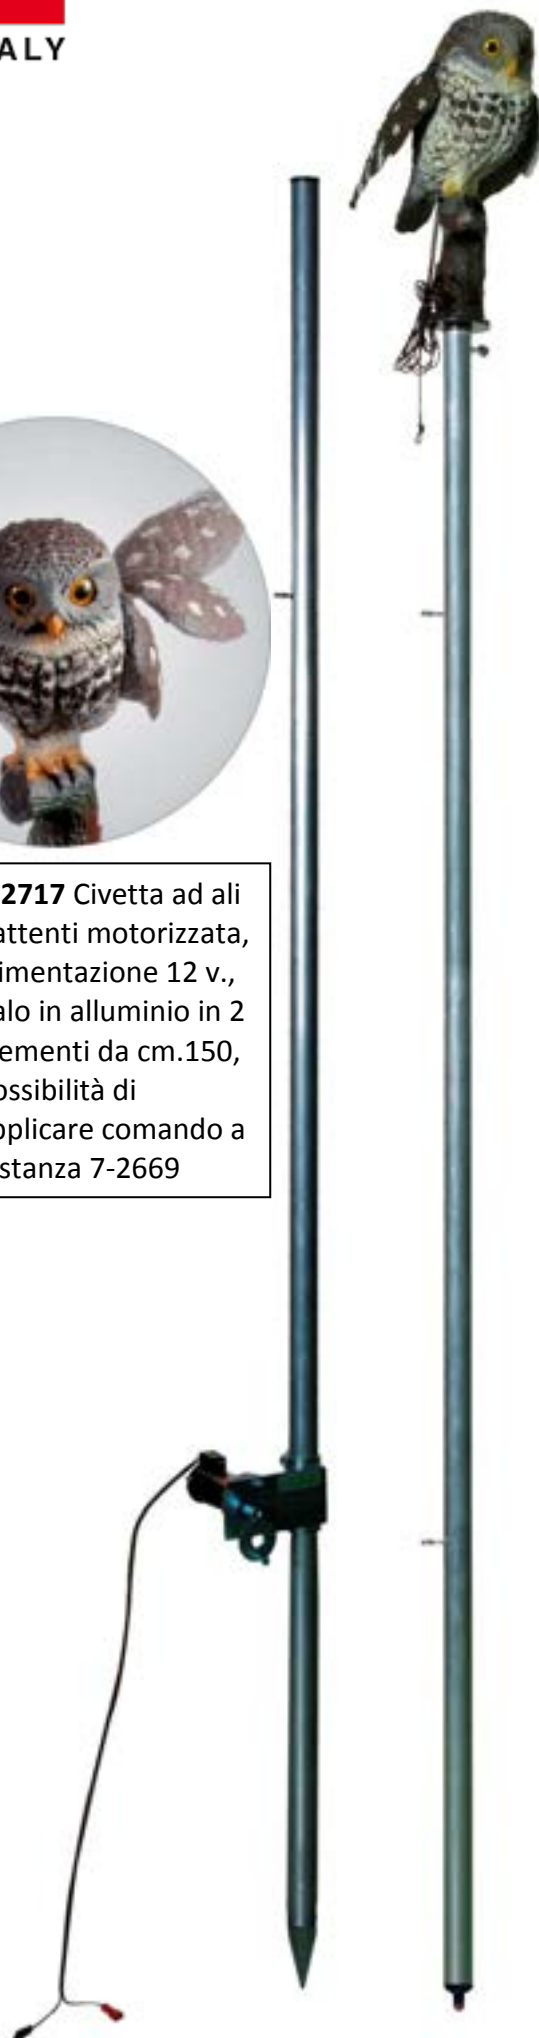 ALY
2717 Civetta ad ali
attenti motorizzata,
imentazione 12 v.,
alo in alluminio in 2
ementi da cm.150,
ossibilità di
pplicare comando a
stanza 7-2669